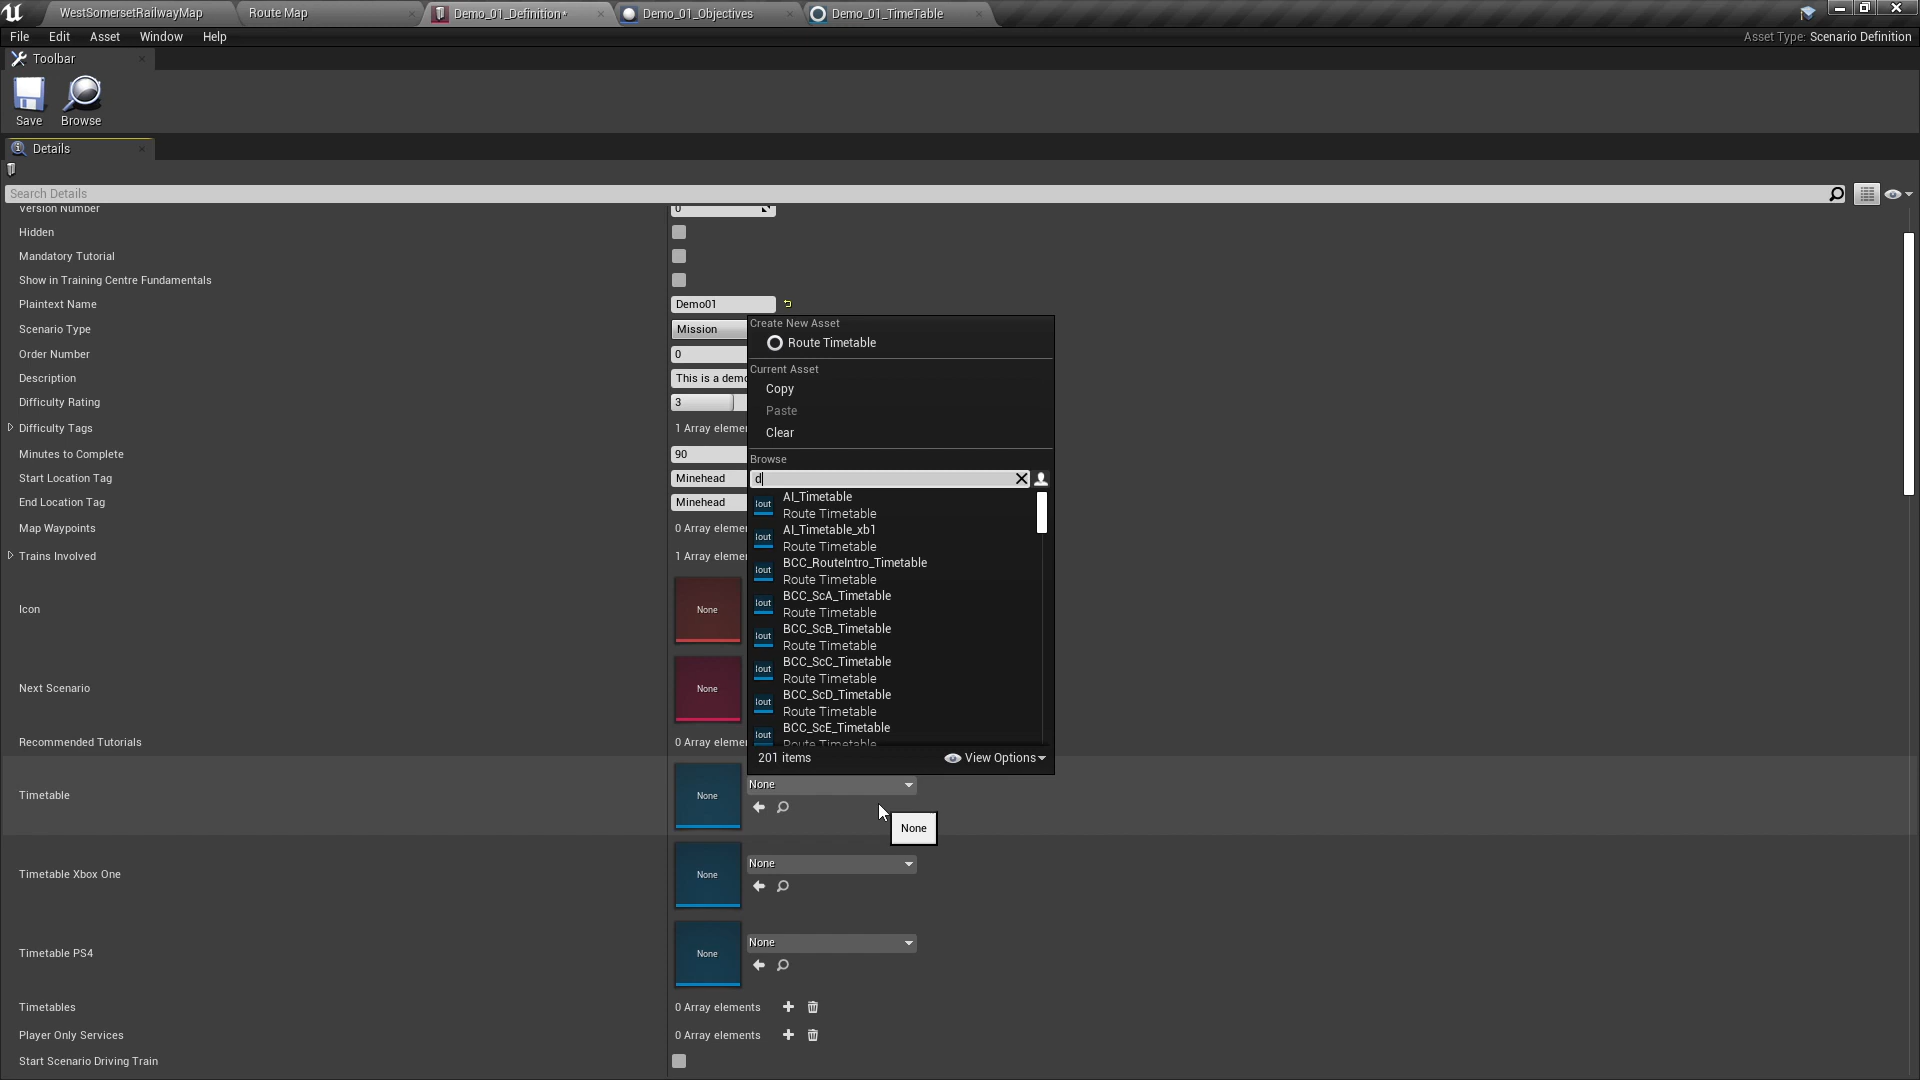 WestSomersetRailwayMap
Route Map
Demo_01_Definition*
Demo_01_Objectives
Demo_01_TimeTable
File Edit Asset Window Help
Asset Type: Scenario Definition
Toolbar
Save Browse
Details
Search Details
Version Number 0
Hidden
Mandatory Tutorial
Show in Training Centre Fundamentals
Plaintext Name Demo01
Scenario Type Mission
Order Number 0
Description This is a demo
Difficulty Rating 3
Difficulty Tags 1 Array elemen
Minutes to Complete 90
Start Location Tag Minehead
End Location Tag Minehead
Map Waypoints 0 Array elemen
Trains Involved 1 Array elemen
Icon None
Next Scenario None
Recommended Tutorials 0 Array elemen
Create New Asset
Route Timetable
Current Asset
Copy
Paste
Clear
Browse
d
AI_Timetable
Route Timetable
AI_Timetable_xb1
Route Timetable
BCC_RouteIntro_Timetable
Route Timetable
BCC_ScA_Timetable
Route Timetable
BCC_ScB_Timetable
Route Timetable
BCC_ScC_Timetable
Route Timetable
BCC_ScD_Timetable
Route Timetable
BCC_ScE_Timetable
Route Timetable
201 items View Options
Timetable None None
None
Timetable Xbox One None None
Timetable PS4 None None
Timetables 0 Array elements
Player Only Services 0 Array elements
Start Scenario Driving Train